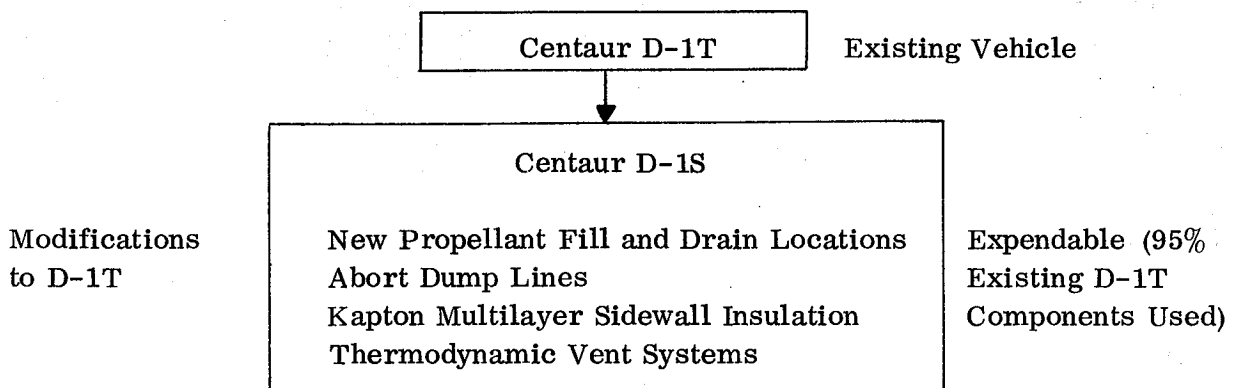 Centaur D-1T Existing Vehicle
Centaur D-1S
Modifications
to D-1T
New Propellant Fill and Drain Locations
Abort Dump Lines
Kapton Multilayer Sidewall Insulation
Thermodynamic Vent Systems
Expendable (95%
Existing D-1T
Components Used)